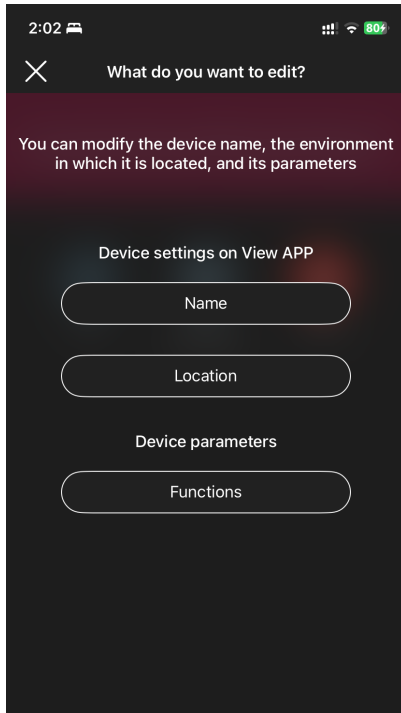 2:02
80
What do you want to edit?
You can modify the device name, the environment
in which it is located, and its parameters
Device settings on View APP
Name
Location
Device parameters
Functions